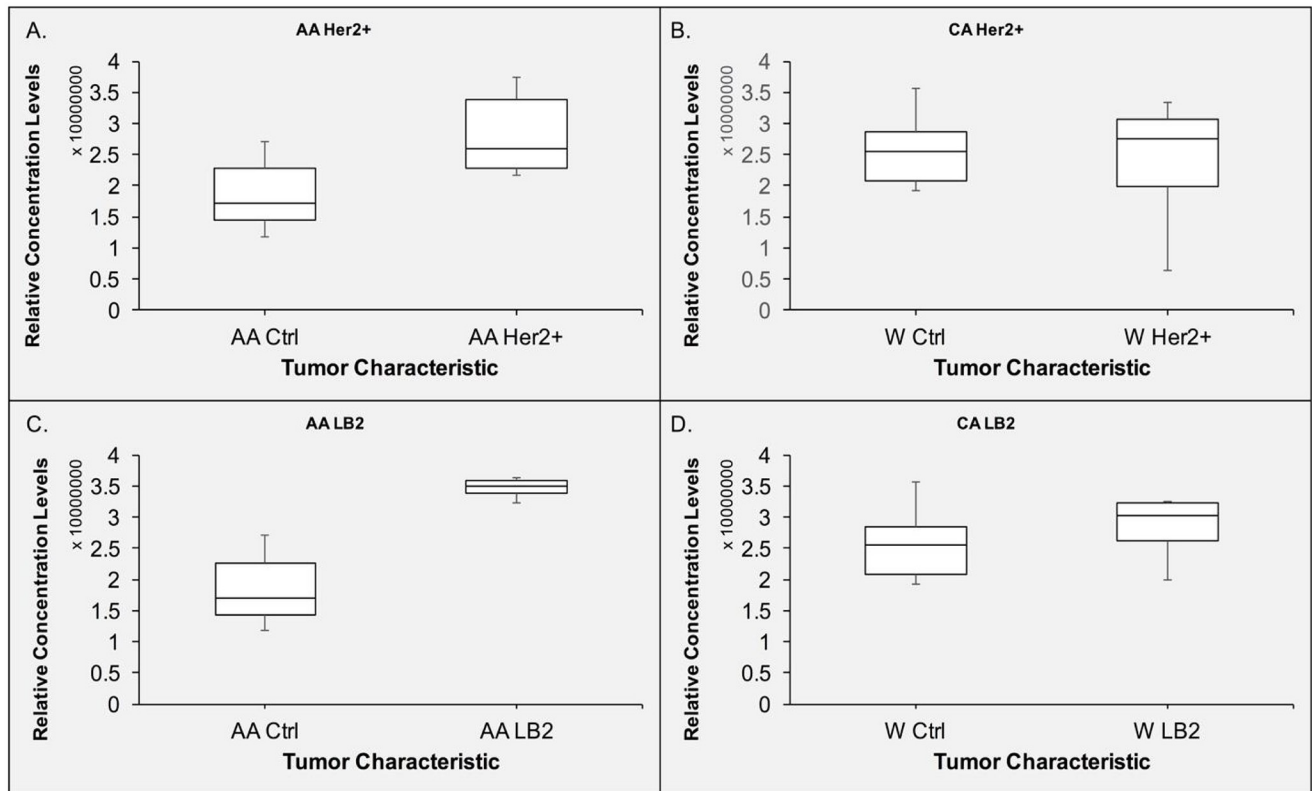 A.
AA Her2+
Relative Concentration Levels
x 10000000
4
3.5
3
2.5
2
1.5
1
0.5
0
AA Ctrl
AA Her2+
Tumor Characteristic
B.
CA Her2+
Relative Concentration Levels
x 10000000
4
3.5
3
2.5
2
1.5
1
0.5
0
W Ctrl
W Her2+
Tumor Characteristic
C.
AA LB2
Relative Concentration Levels
x 10000000
4
3.5
3
2.5
2
1.5
1
0.5
0
AA Ctrl
AA LB2
Tumor Characteristic
D.
CA LB2
Relative Concentration Levels
x 10000000
4
3.5
3
2.5
2
1.5
1
0.5
0
W Ctrl
W LB2
Tumor Characteristic